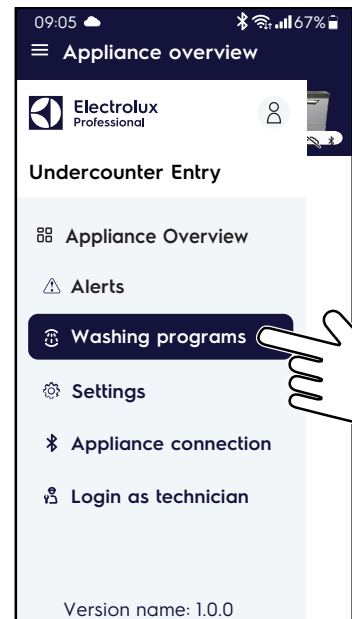 09:05 67%
Appliance overview
Electrolux
Professional
Undercounter Entry
Appliance Overview
Alerts
Washing programs
Settings
Appliance connection
Login as technician
Version name: 1.0.0